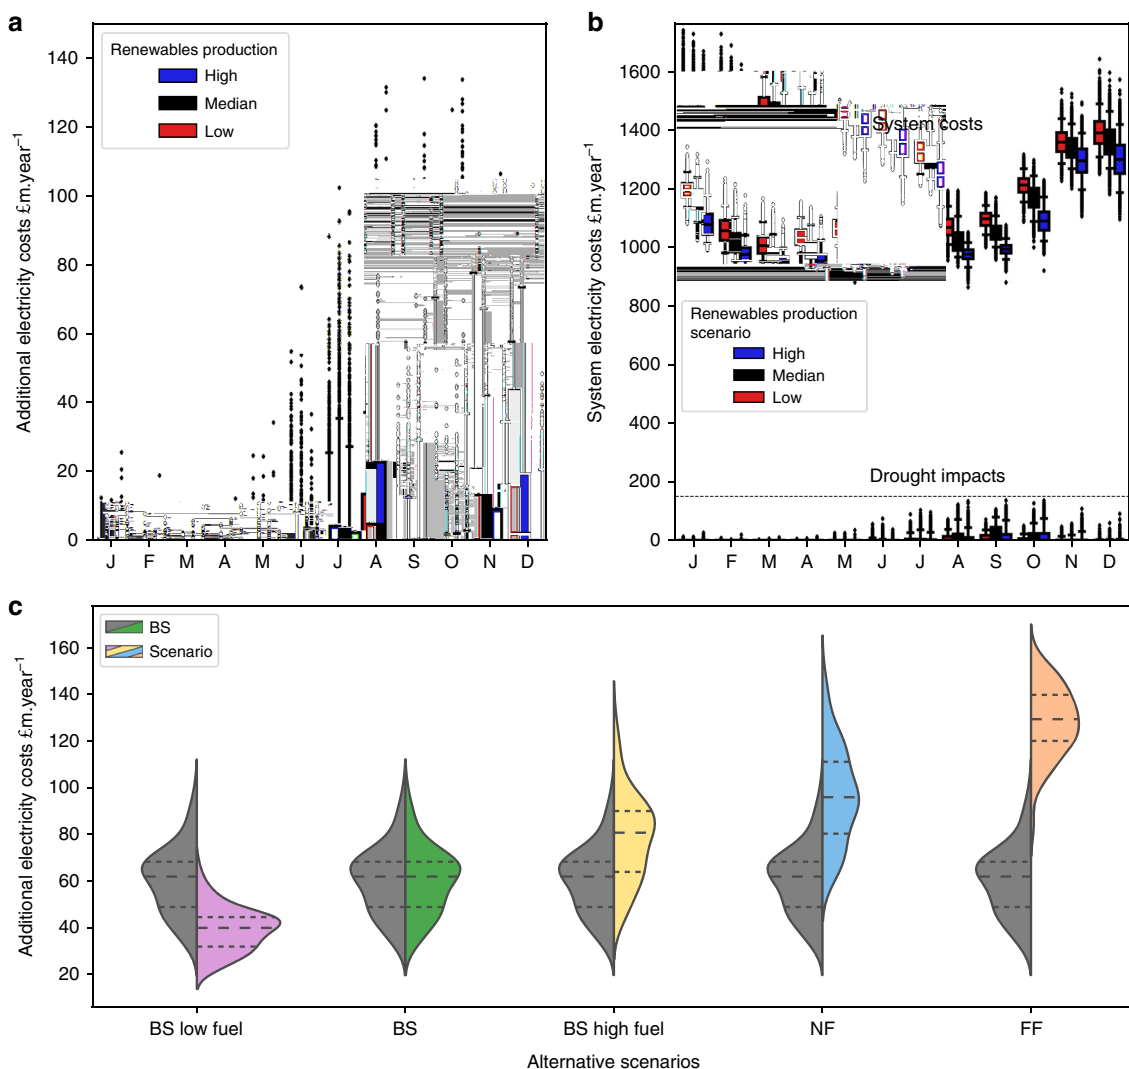 a
Additional electricity costs £m.year⁻¹
140
120
100
80
60
40
20
0
Renewables production
High
Median
Low
J F M A M J J A S O N D
b
System electricity costs £m.year⁻¹
1600
1400
1200
1000
800
600
400
200
0
System costs
Renewables production
scenario
High
Median
Low
Drought impacts
J F M A M J J A S O N D
c
Additional electricity costs £m.year⁻¹
160
140
120
100
80
60
40
20
BS
Scenario
BS low fuel BS BS high fuel NF FF
Alternative scenarios